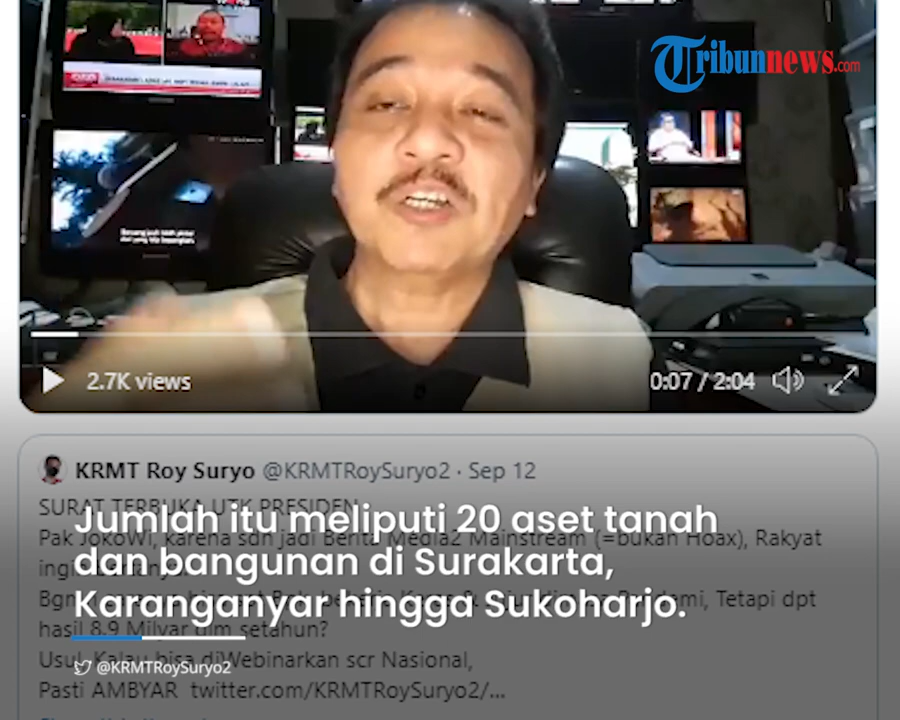 Tribunnews.com
2.7K views
0:07 / 2:04
KRMT Roy Suryo @KRMTRoySuryo2 · Sep 12
SURAT TERBUKA UTK PRESIDEN
Jumlah itu meliputi 20 aset tanah
Pak JokoWi, karena sdh jadi Berita Media2 Mainstream (=bukan Hoax), Rakyat
dan bangunan di Surakarta,
Karanganyar hingga Sukoharjo.
Tetapi dpt
hasil 8.9 Milyar dlm setahun?
Usul, Kalau bisa diWebinarkan scr Nasional,
@KRMTRoySuryo2
Pasti AMBYAR twitter.com/KRMTRoySuryo2/...